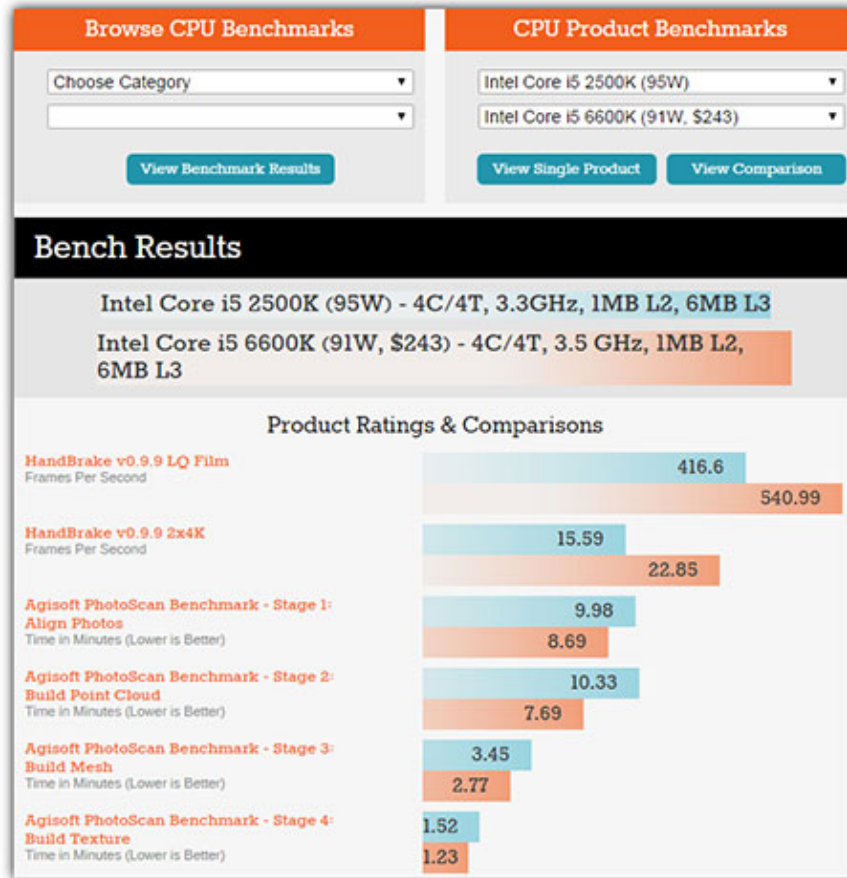 Browse CPU Benchmarks
Choose Category
View Benchmark Results
CPU Product Benchmarks
Intel Core i5 2500K (95W)
Intel Core i5 6600K (91W, $243)
View Single Product
View Comparison
Bench Results
Intel Core i5 2500K (95W) - 4C/4T, 3.3GHz, 1MB L2, 6MB L3
Intel Core i5 6600K (91W, $243) - 4C/4T, 3.5 GHz, 1MB L2,
6MB L3
Product Ratings & Comparisons
HandBrake v0.9.9 LQ Film
Frames Per Second
416.6
540.99
HandBrake v0.9.9 2x4K
Frames Per Second
15.59
22.85
Agisoft PhotoScan Benchmark - Stage 1:
Align Photos
Time in Minutes (Lower is Better)
9.98
8.69
Agisoft PhotoScan Benchmark - Stage 2:
Build Point Cloud
Time in Minutes (Lower is Better)
10.33
7.69
Agisoft PhotoScan Benchmark - Stage 3:
Build Mesh
Time in Minutes (Lower is Better)
3.45
2.77
Agisoft PhotoScan Benchmark - Stage 4:
Build Texture
Time in Minutes (Lower is Better)
1.52
1.23